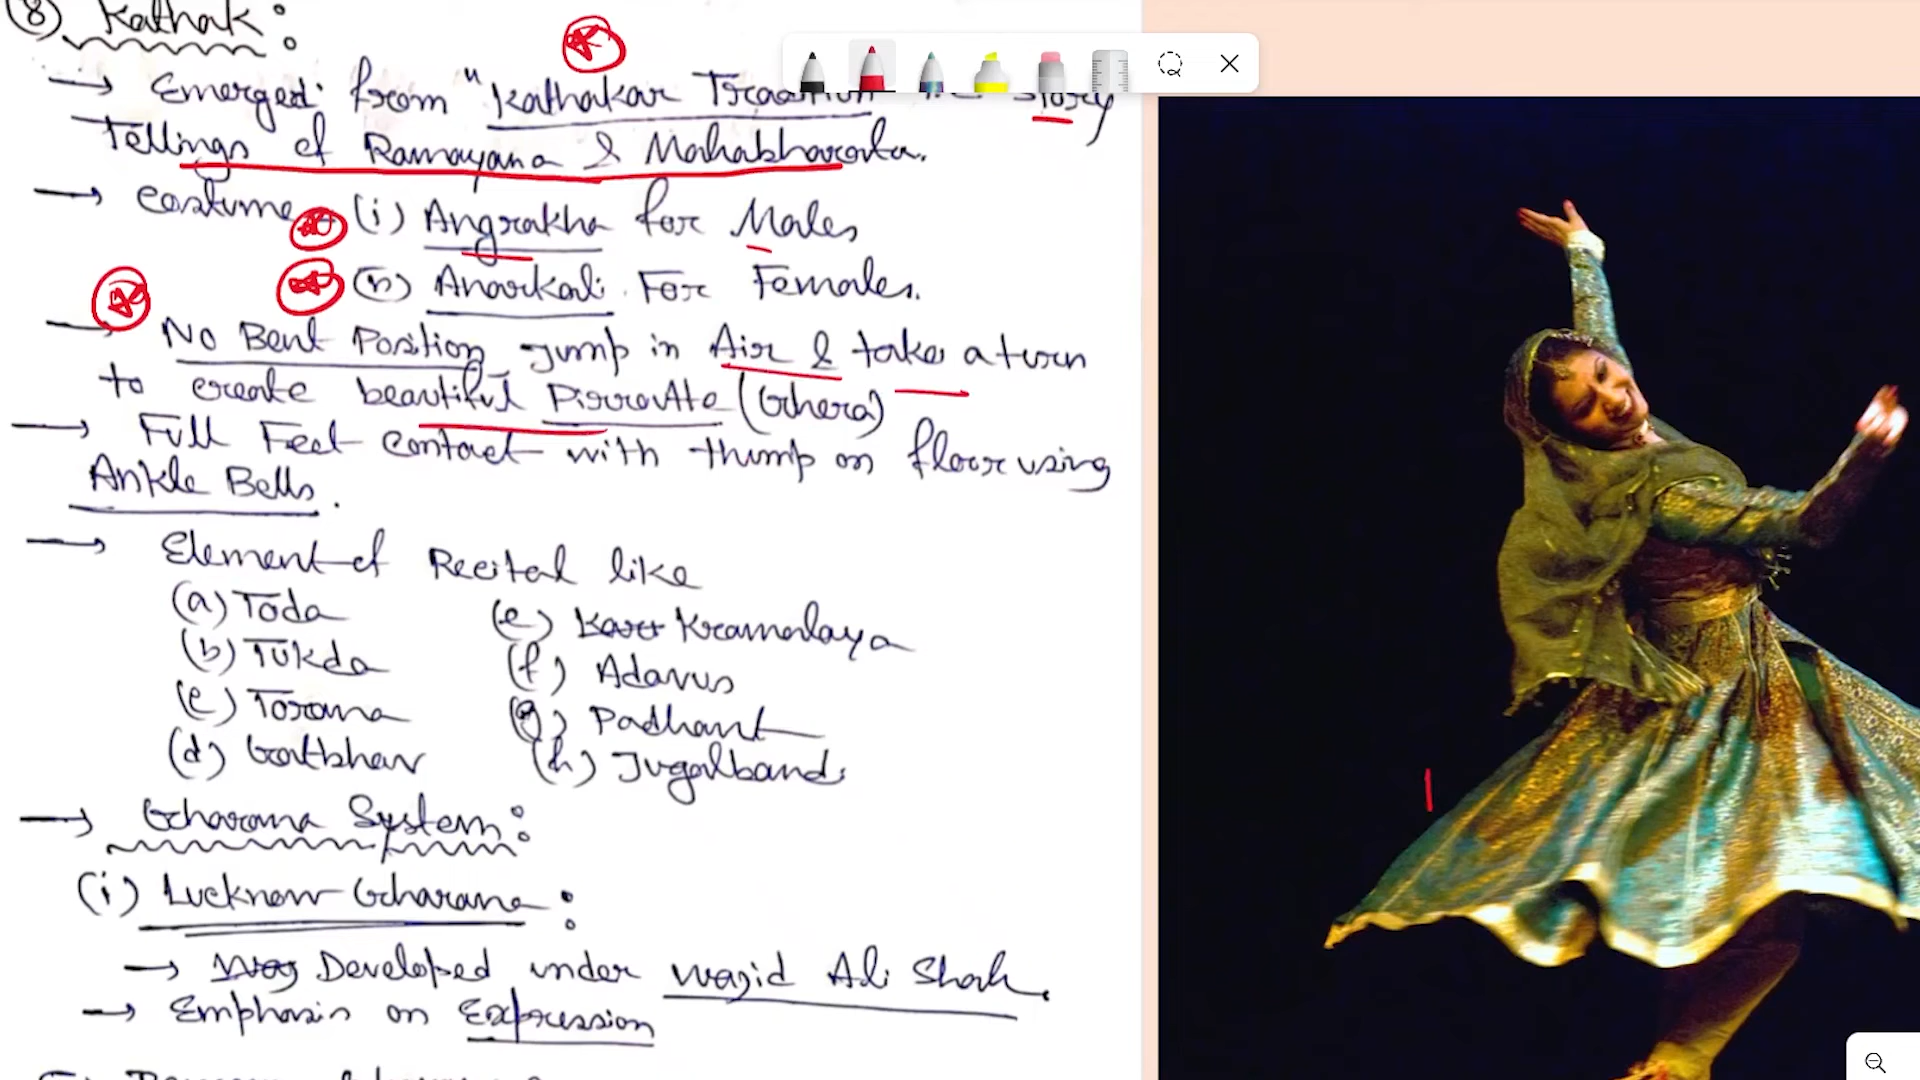 ⑧ Kathak :
→ Emerged from "Kathakar Tradition story
Tellings of Ramayana & Mahabharata.
→ Costume (i) Angrakha for Males
(ii) Anarkali For Females.
→ No Bent Position Jump in Air & take a turn
to create beautiful Pirroutte (Ghera)
→ Full Feet contact with thump on floor using
Ankle Bells.
→ Element of Recital like
(a) Toda
(b) Tukda
(c) Torana
(d) Gatbhav
(e) Kramalaya
(f) Adavus
(g) Padhant
(h) Jugalbandi
→ Gharana System :
(i) Lucknow Gharana :
→ Was Developed under Wajid Ali Shah.
→ Emphasis on Expression